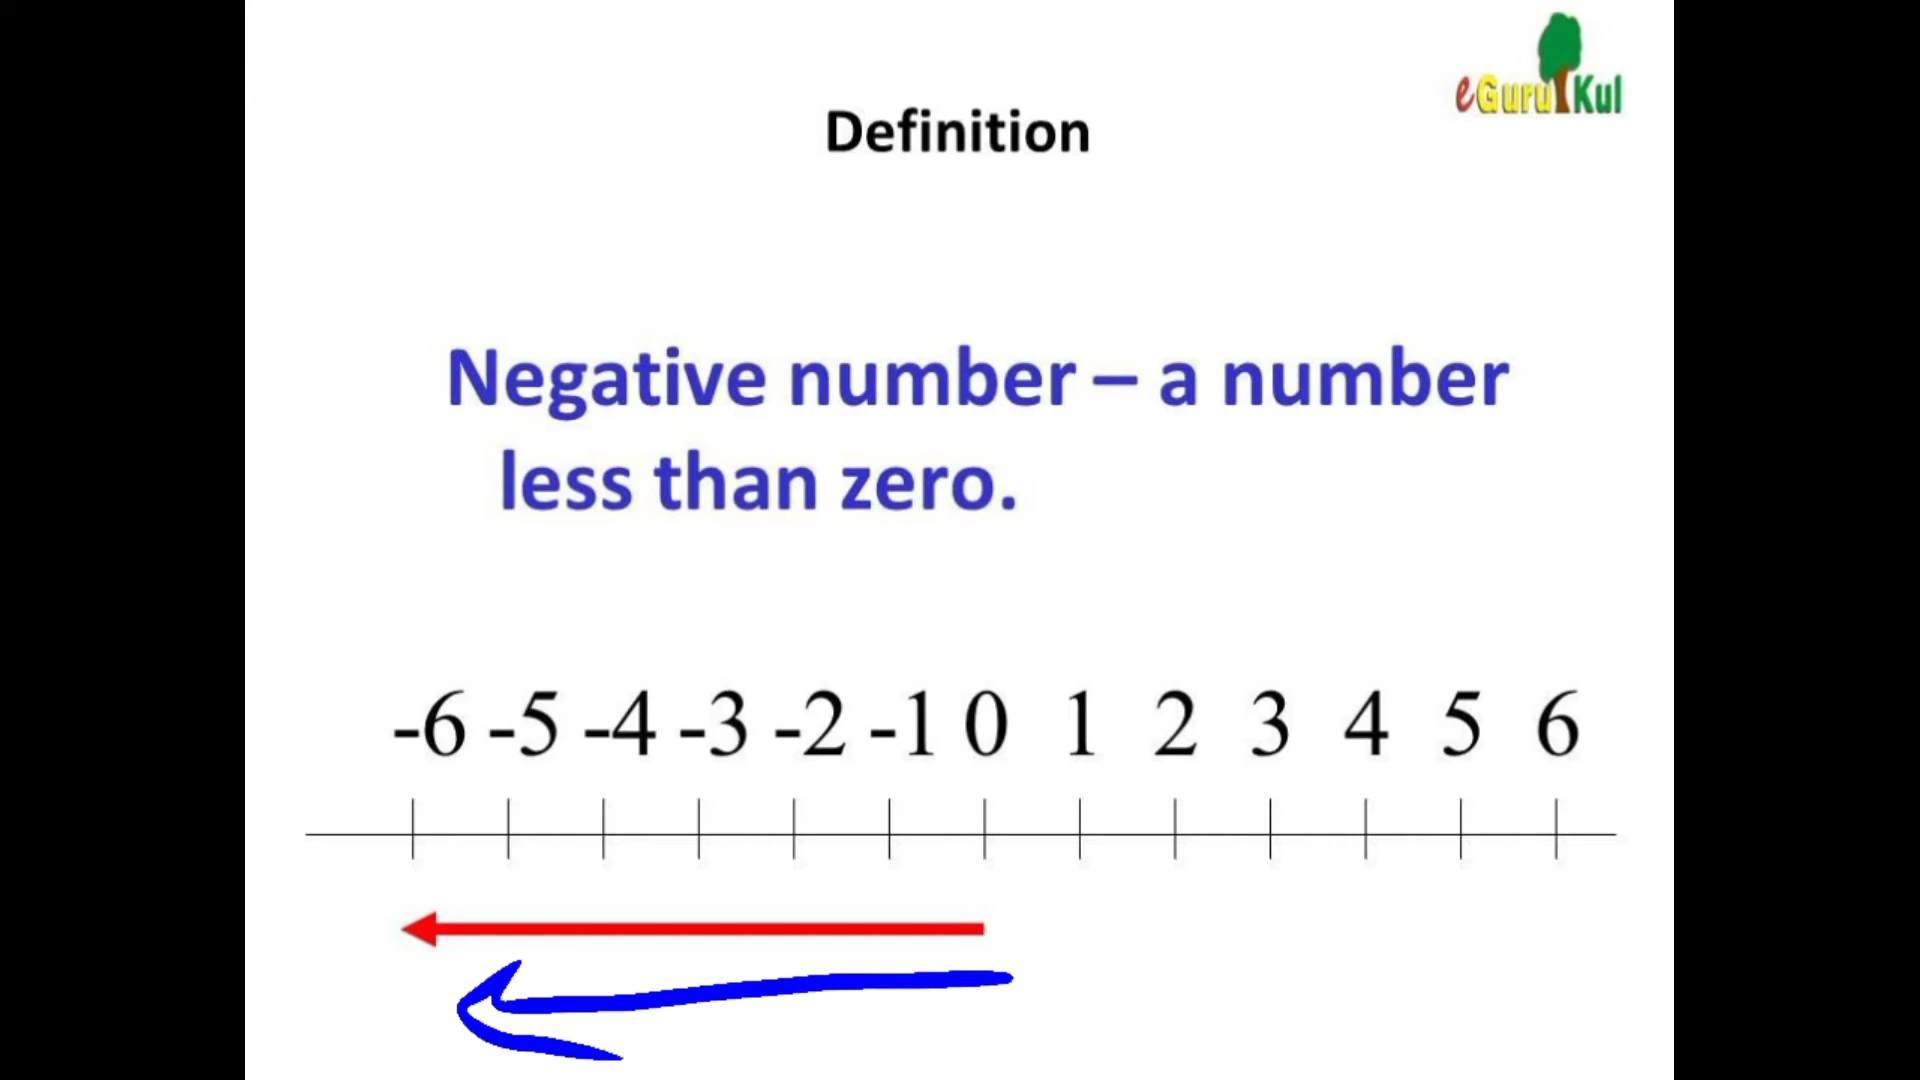 eGuruKul
Definition
Negative number – a number
less than zero.
-6 -5 -4 -3 -2 -1 0 1 2 3 4 5 6